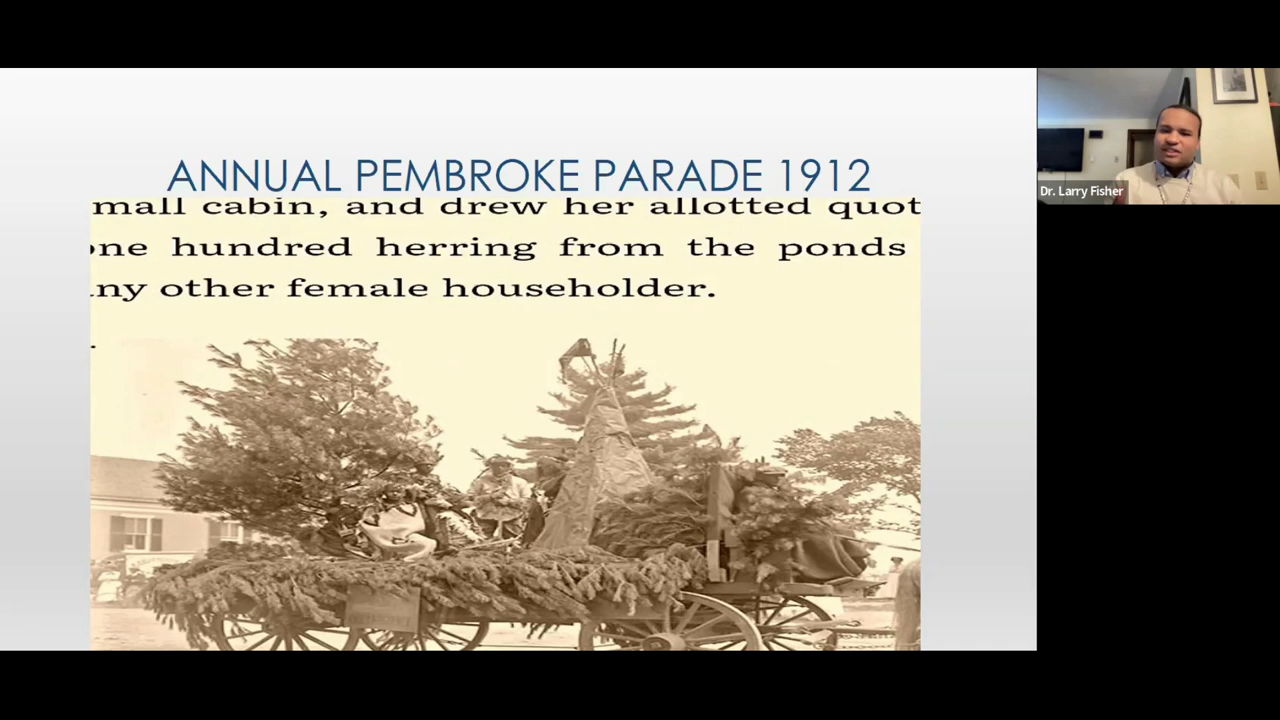 ANNUAL PEMBROKE PARADE 1912
mall cabin, and drew her allotted quot
one hundred herring from the ponds
ny other female householder.
.
Dr. Larry Fisher